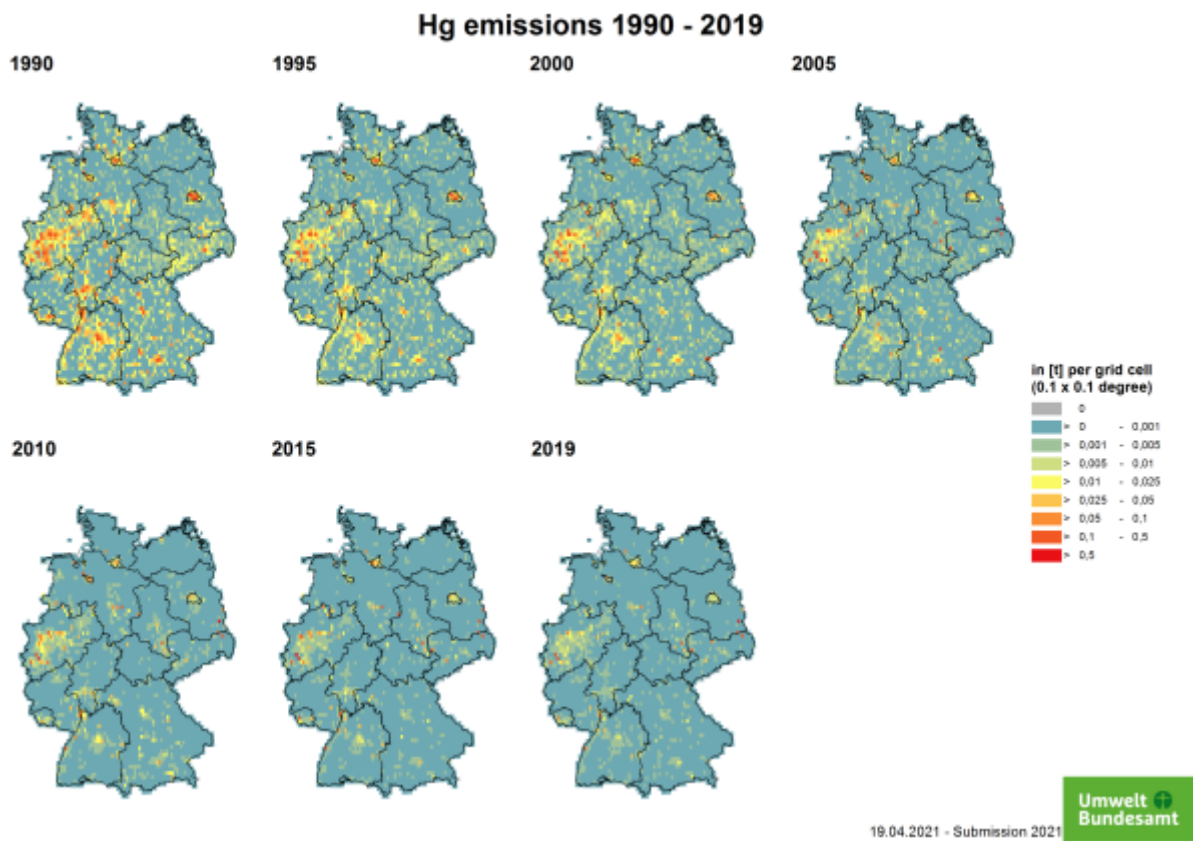 Hg emissions 1990 - 2019
1990
1995
2000
2005
2010
2015
2019
in [t] per grid cell
(0.1 x 0.1 degree)
0
> 0 - 0,001
> 0,001 - 0,005
> 0,005 - 0,01
> 0,01 - 0,025
> 0,025 - 0,05
> 0,05 - 0,1
> 0,1 - 0,5
> 0,5
19.04.2021 - Submission 2021
Umwelt
Bundesamt